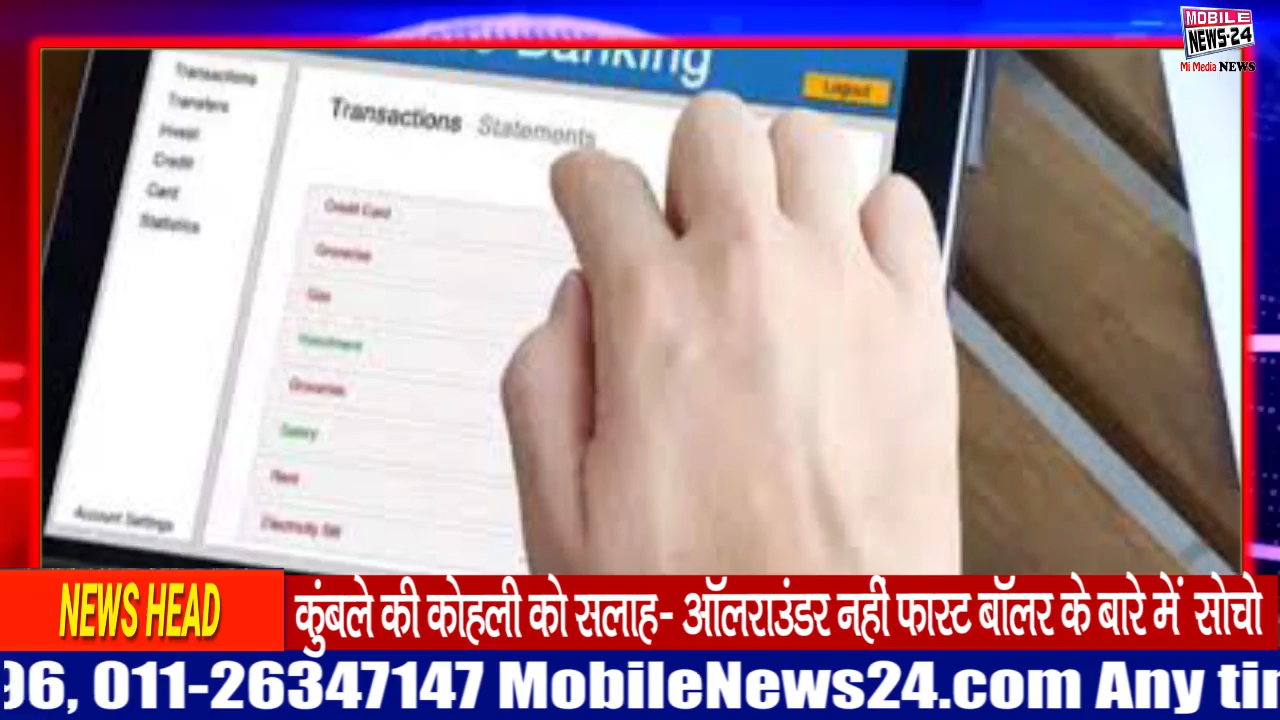 MOBILE
NEWS-24
Mi Media NEWS
Banking
Logout
Transactions
Transfers
Invest
Credit
Card
Statistics
Account Settings
Transactions Statements
Credit Card
Groceries
Gas
Investment
Groceries
Salary
Rent
Electricity Bill
NEWS HEAD
कुंबले की कोहली को सलाह- ऑलराउंडर नहीं फास्ट बॉलर के बारे में सोचो
96, 011-26347147 MobileNews24.com Any tim